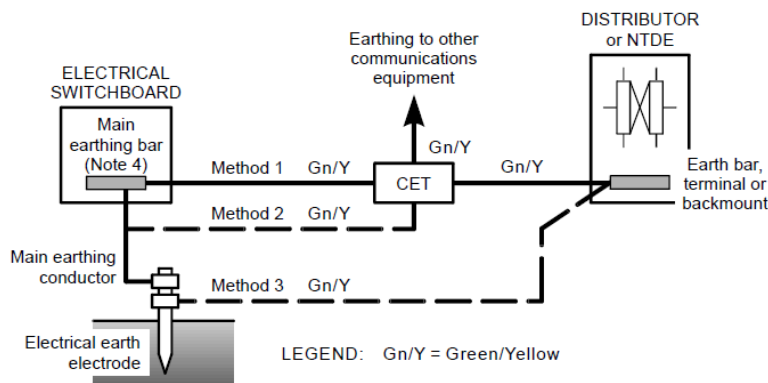 DISTRIBUTOR
or NTDE
Earthing to other
communications
equipment
ELECTRICAL
SWITCHBOARD
Main
earthing bar
(Note 4)
Gn/Y
Method 1 Gn/Y
CET
Gn/Y
Earth bar,
terminal or
backmount
Method 2 Gn/Y
Main earthing
conductor
Method 3 Gn/Y
Electrical earth
electrode
LEGEND: Gn/Y = Green/Yellow